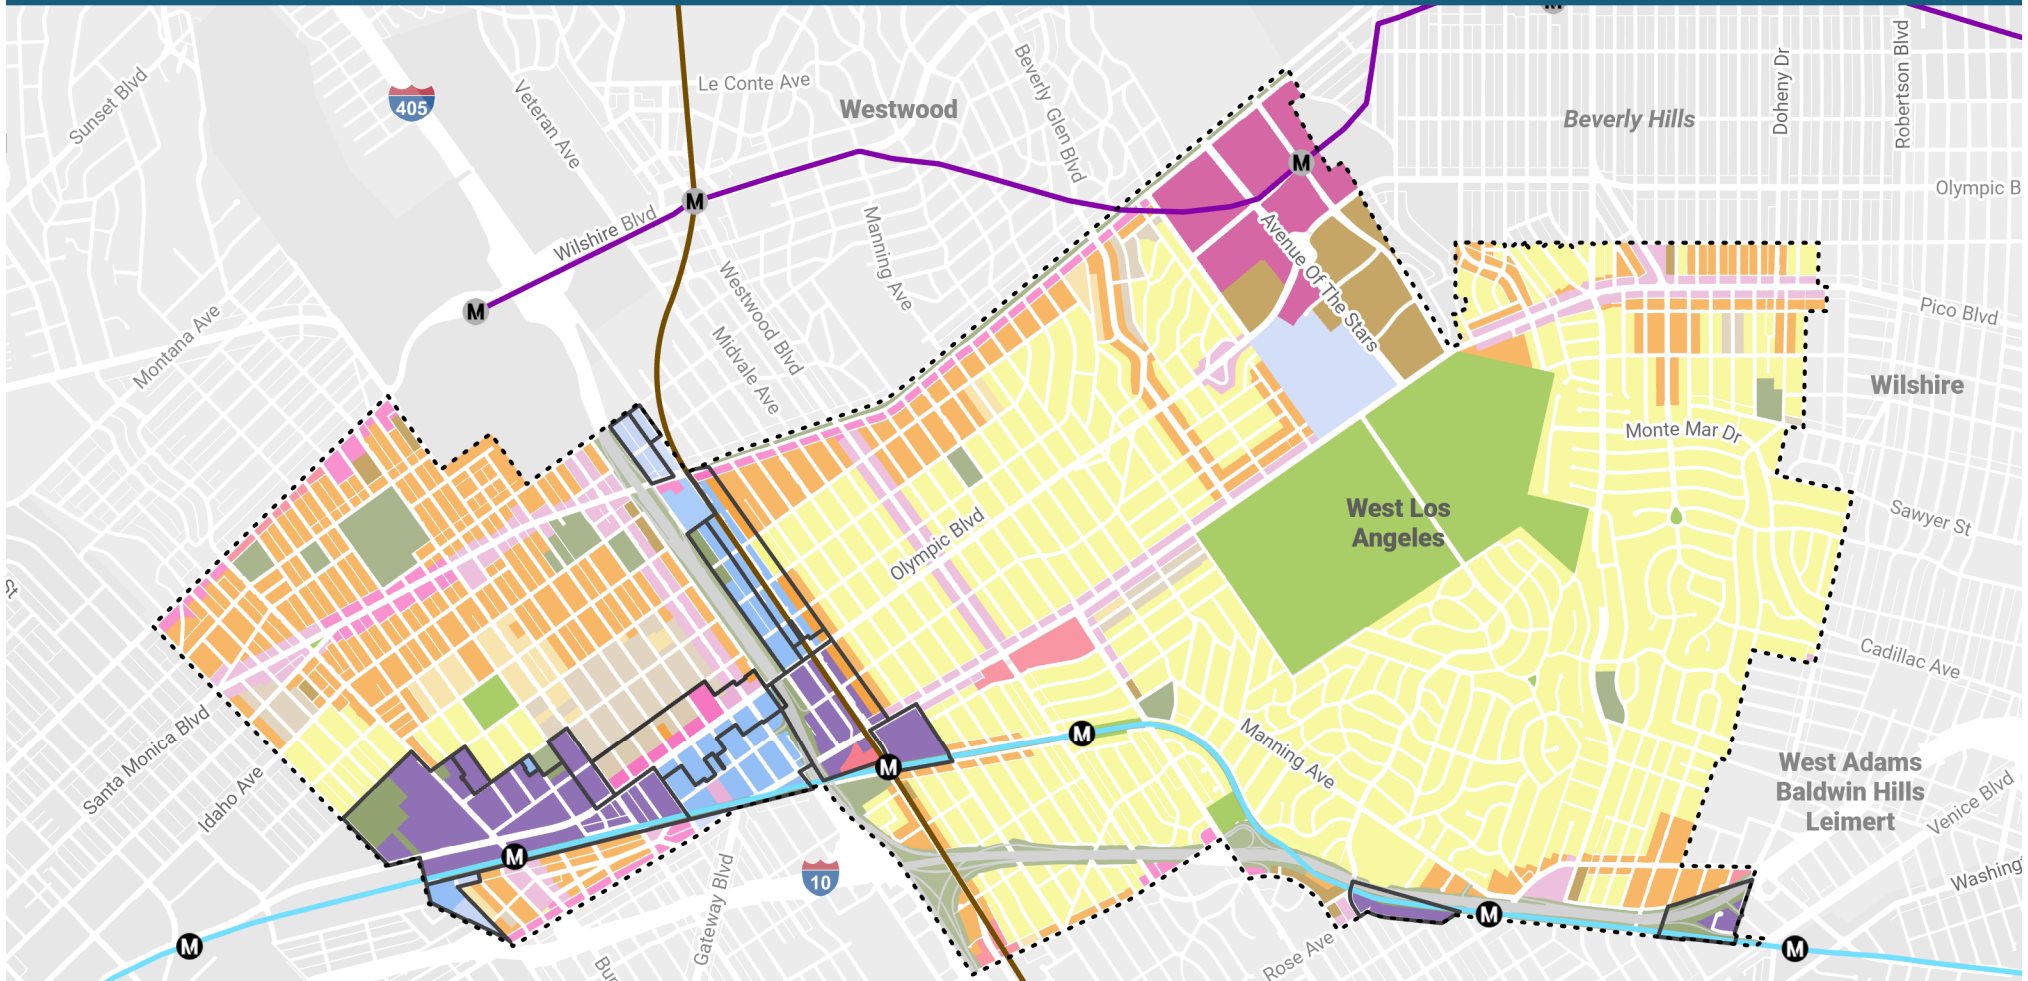 M
Sunset Blvd
405
Veteran Ave
Le Conte Ave
Westwood
Beverly Glen Blvd
Beverly Hills
Doheny Dr
Robertson Blvd
M
M
Olympic B
Wilshire Blvd
Manning Ave
Avenue Of The Stars
M
Westwood Blvd
Midvale Ave
Montana Ave
Pico Blvd
Wilshire
Monte Mar Dr
West Los
Angeles
Sawyer St
Olympic Blvd
St
Cadillac Ave
Santa Monica Blvd
Idaho Ave
M
M
Manning Ave
West Adams
Baldwin Hills
Leimert
Venice Blvd
M
10
Gateway Blvd
Washing
M
M
M
Rose Ave
Bu